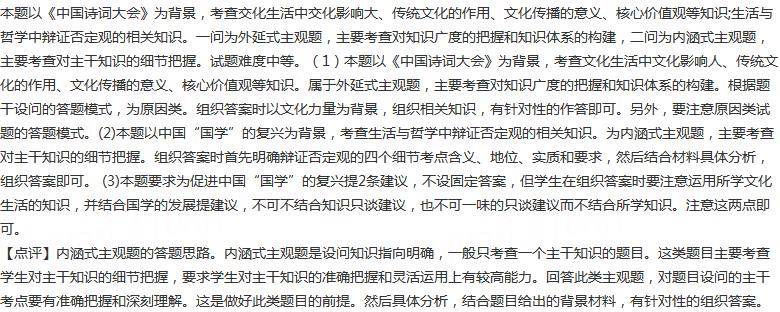 本题以《中国诗词大会》为背景，考查交化生活中交化影响大、传统文化的作用、文化传播的意义、核心价值观等知识;生活与
哲学中辩证否定观的相关知识。一问为外延式主观题，主要考查对知识广度的把握和知识体系的构建，二问为内涵式主观题，
主要考查对主干知识的细节把握。试题难度中等。（1）本题以《中国诗词大会》为背景，考查文化生活中文化影响人、传统文
化的作用、文化传播的意义、核心价值观等知识。属于外延式主观题，主要考查对知识广度的把握和知识体系的构建。根据题
干设问的答题模式，为原因类。组织答案时以文化力量为背景，组织相关知识，有针对性的作答即可。另外，要注意原因类试
题的答题模式。(2)本题以中国“国学”的复兴为背景，考查生活与哲学中辩证否定观的相关知识。为内涵式主观题，主要考查
对主干知识的细节把握。组织答案时首先明确辩证否定观的四个细节考点含义、地位、实质和要求，然后结合材料具体分析，
组织答案即可。 (3)本题要求为促进中国“国学”的复兴提2条建议，不设固定答案，但学生在组织答案时要注意运用所学文化
生活的知识，并结合国学的发展提建议，不可不结合知识只谈建议，也不可一味的只谈建议而不结合所学知识。注意这两点即
可。
【点评】内涵式主观题的答题思路。内涵式主观题是设问知识指向明确，一般只考查一个主干知识的题目。这类题目主要考查
学生对主干知识的细节把握，要求学生对主干知识的准确把握和灵活运用上有较高能力。回答此类主观题，对题目设问的主干
考点要有准确把握和深刻理解。这是做好此类题目的前提。然后具体分析，结合题目给出的背景材料，有针对性的组织答案。